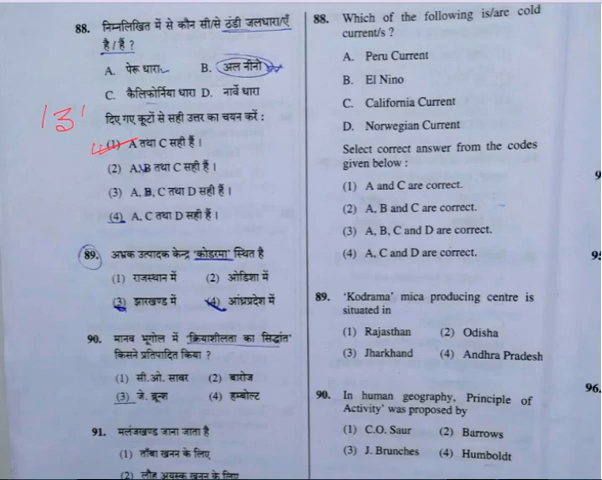 88. निम्नलिखित में से कौन सी/से ठंडी जलधारा/एँ
है/हैं ?
A. पेरू धारा
B. अल नीनो
C. कैलिफोर्निया धारा D. नार्वे धारा
दिए गए कूटों से सही उत्तर का चयन करें :
(1) A तथा C सही हैं ।
(2) A, B तथा C सही हैं ।
(3) A, B, C तथा D सही हैं ।
(4) A, C तथा D सही हैं ।
89. अभ्रक उत्पादक केन्द्र 'कोडरमा' स्थित है
(1) राजस्थान में (2) ओडिशा में
(3) झारखण्ड में (4) आंध्रप्रदेश में
90. मानव भूगोल में 'क्रियाशीलता का सिद्धांत'
किसने प्रतिपादित किया ?
(1) सी.ओ. सावर (2) बारोज
(3) जे. ब्रून्श (4) हम्बोल्ट
91. मलंजखण्ड जाना जाता है
(1) ताँबा खनन के लिए
(2) लौह अयस्क खनन के लिए
88. Which of the following is/are cold
current/s ?
A. Peru Current
B. El Nino
C. California Current
D. Norwegian Current
Select correct answer from the codes
given below :
(1) A and C are correct.
(2) A, B and C are correct.
(3) A, B, C and D are correct.
(4) A, C and D are correct.
89. 'Kodrama' mica producing centre is
situated in
(1) Rajasthan (2) Odisha
(3) Jharkhand (4) Andhra Pradesh
90. In human geography, Principle of
Activity' was proposed by
(1) C.O. Saur (2) Barrows
(3) J. Brunches (4) Humboldt
96.